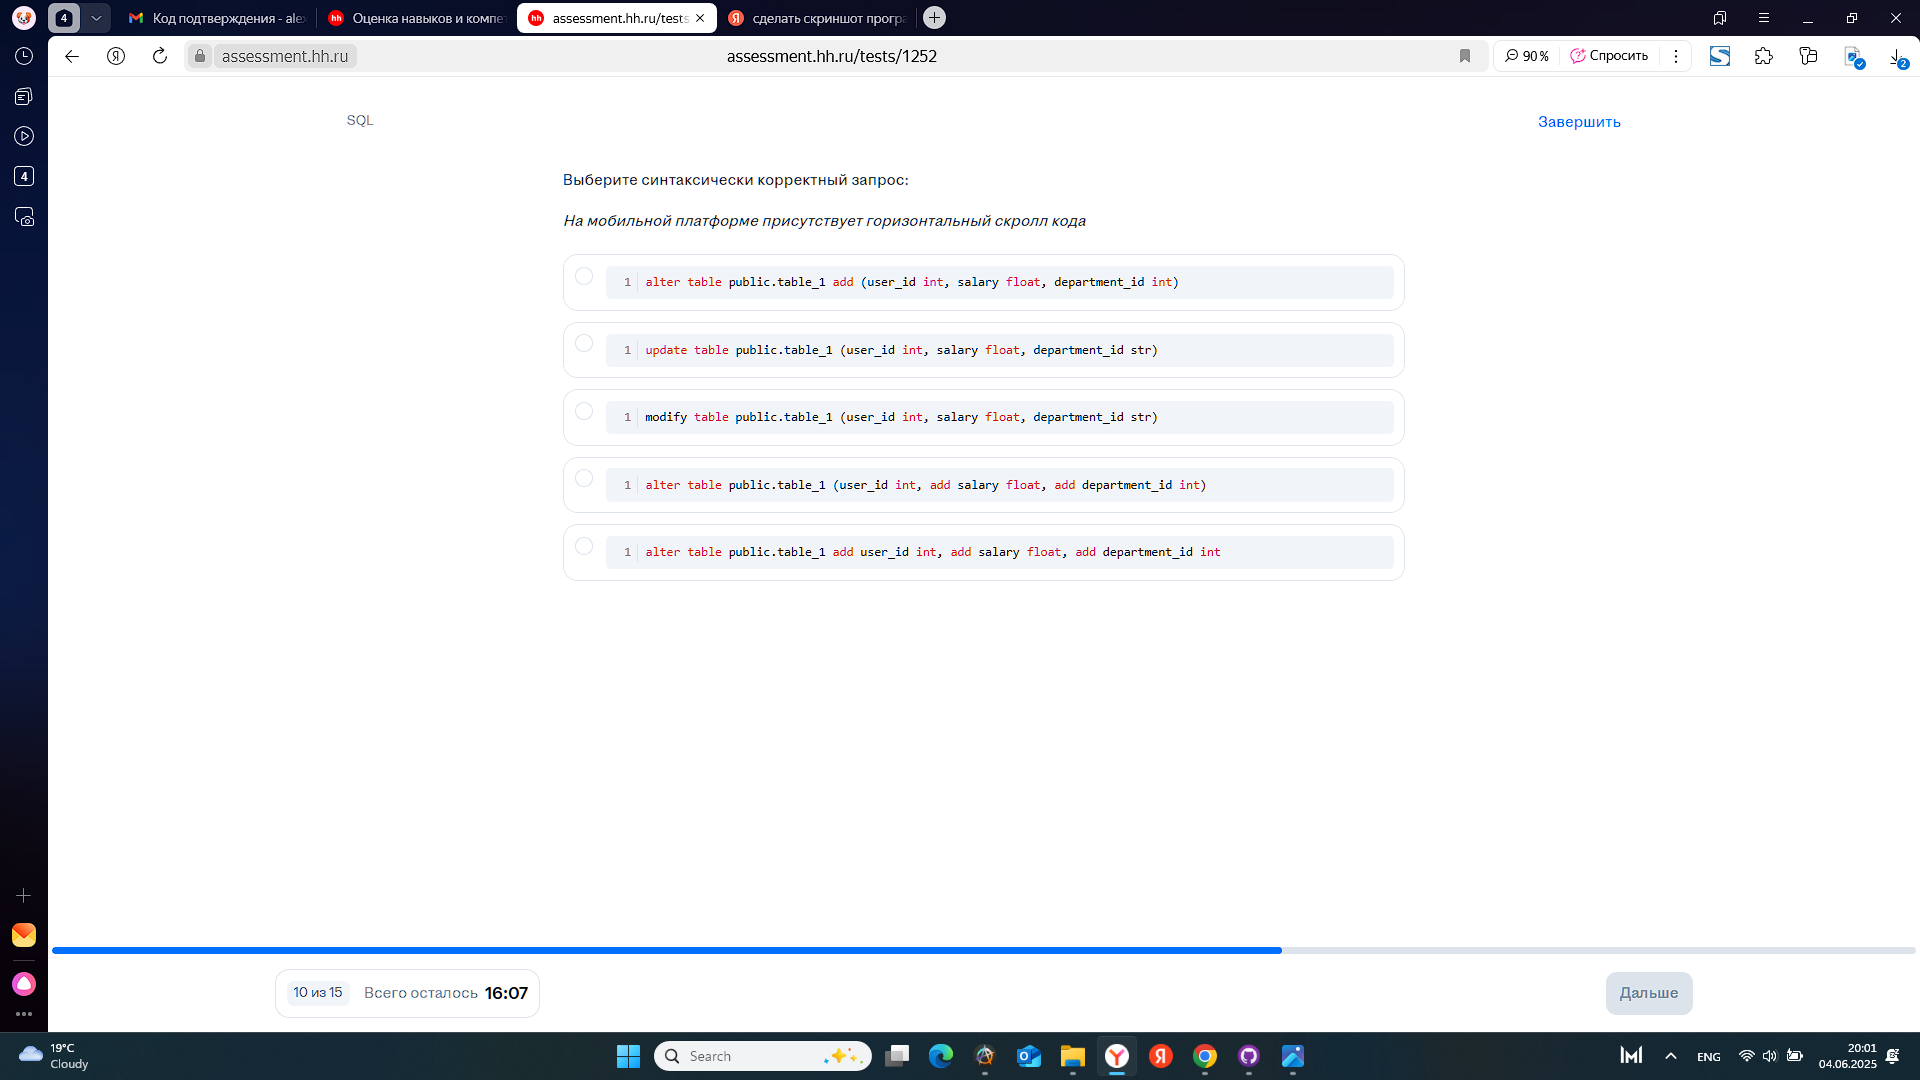 4
Код подтверждения - ale
Оценка навыков и компе
assessment.hh.ru/tests
сделать скриншот прогр
assessment.hh.ru
assessment.hh.ru/tests/1252
90 %
Спросить
2
4
SQL
Завершить
Выберите синтаксически корректный запрос:
На мобильной платформе присутствует горизонтальный скролл кода
1 alter table public.table_1 add (user_id int, salary float, department_id int)
1 update table public.table_1 (user_id int, salary float, department_id str)
1 modify table public.table_1 (user_id int, salary float, department_id str)
1 alter table public.table_1 (user_id int, add salary float, add department_id int)
1 alter table public.table_1 add user_id int, add salary float, add department_id int
10 из 15 Всего осталось 16:07
Дальше
19°C
Cloudy
Search
ENG
20:01
04.06.2025